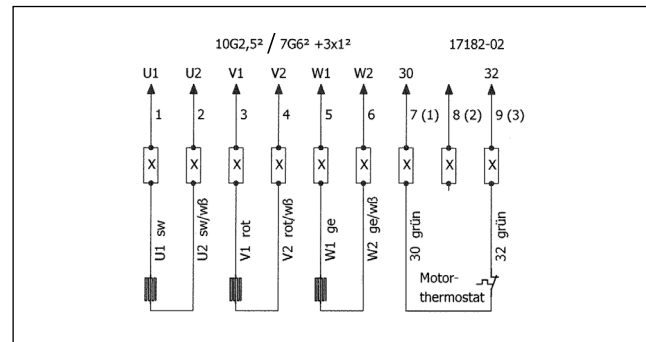 10G2,5² / 7G6² +3x1² 17182-02
U1 U2 V1 V2 W1 W2 30 32
1 2 3 4 5 6 7 (1) 8 (2) 9 (3)
X X X X X X X X X
U1 sw
U2 sw/wß
V1 rot
V2 rot/wß
W1 ge
W2 ge/wß
30 grün
32 grün
Motor-
thermostat